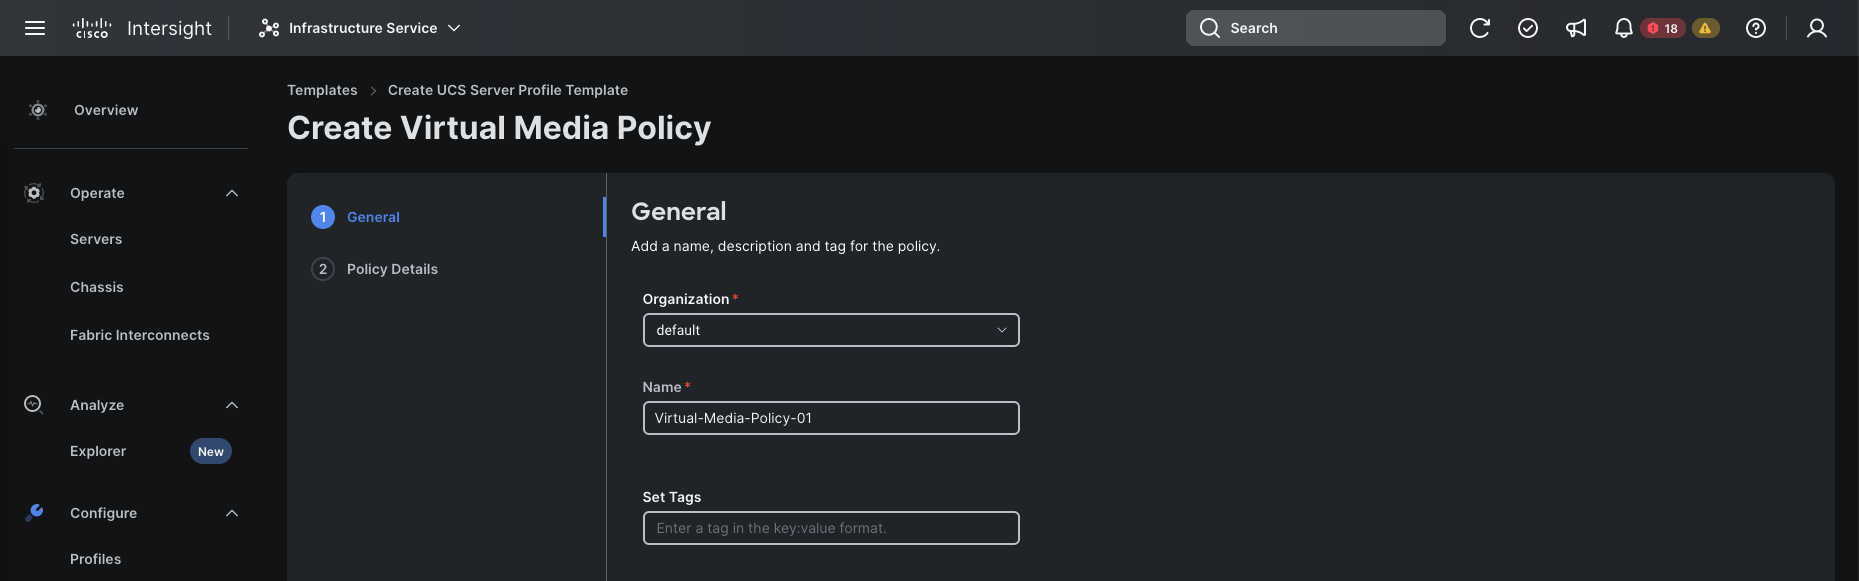 CISCO Intersight Infrastructure Service Search 18
Overview
Operate
Servers
Chassis
Fabric Interconnects
Analyze
Explorer New
Configure
Profiles
Templates > Create UCS Server Profile Template
Create Virtual Media Policy
1 General
2 Policy Details
General
Add a name, description and tag for the policy.
Organization *
default
Name *
Virtual-Media-Policy-01
Set Tags
Enter a tag in the key:value format.